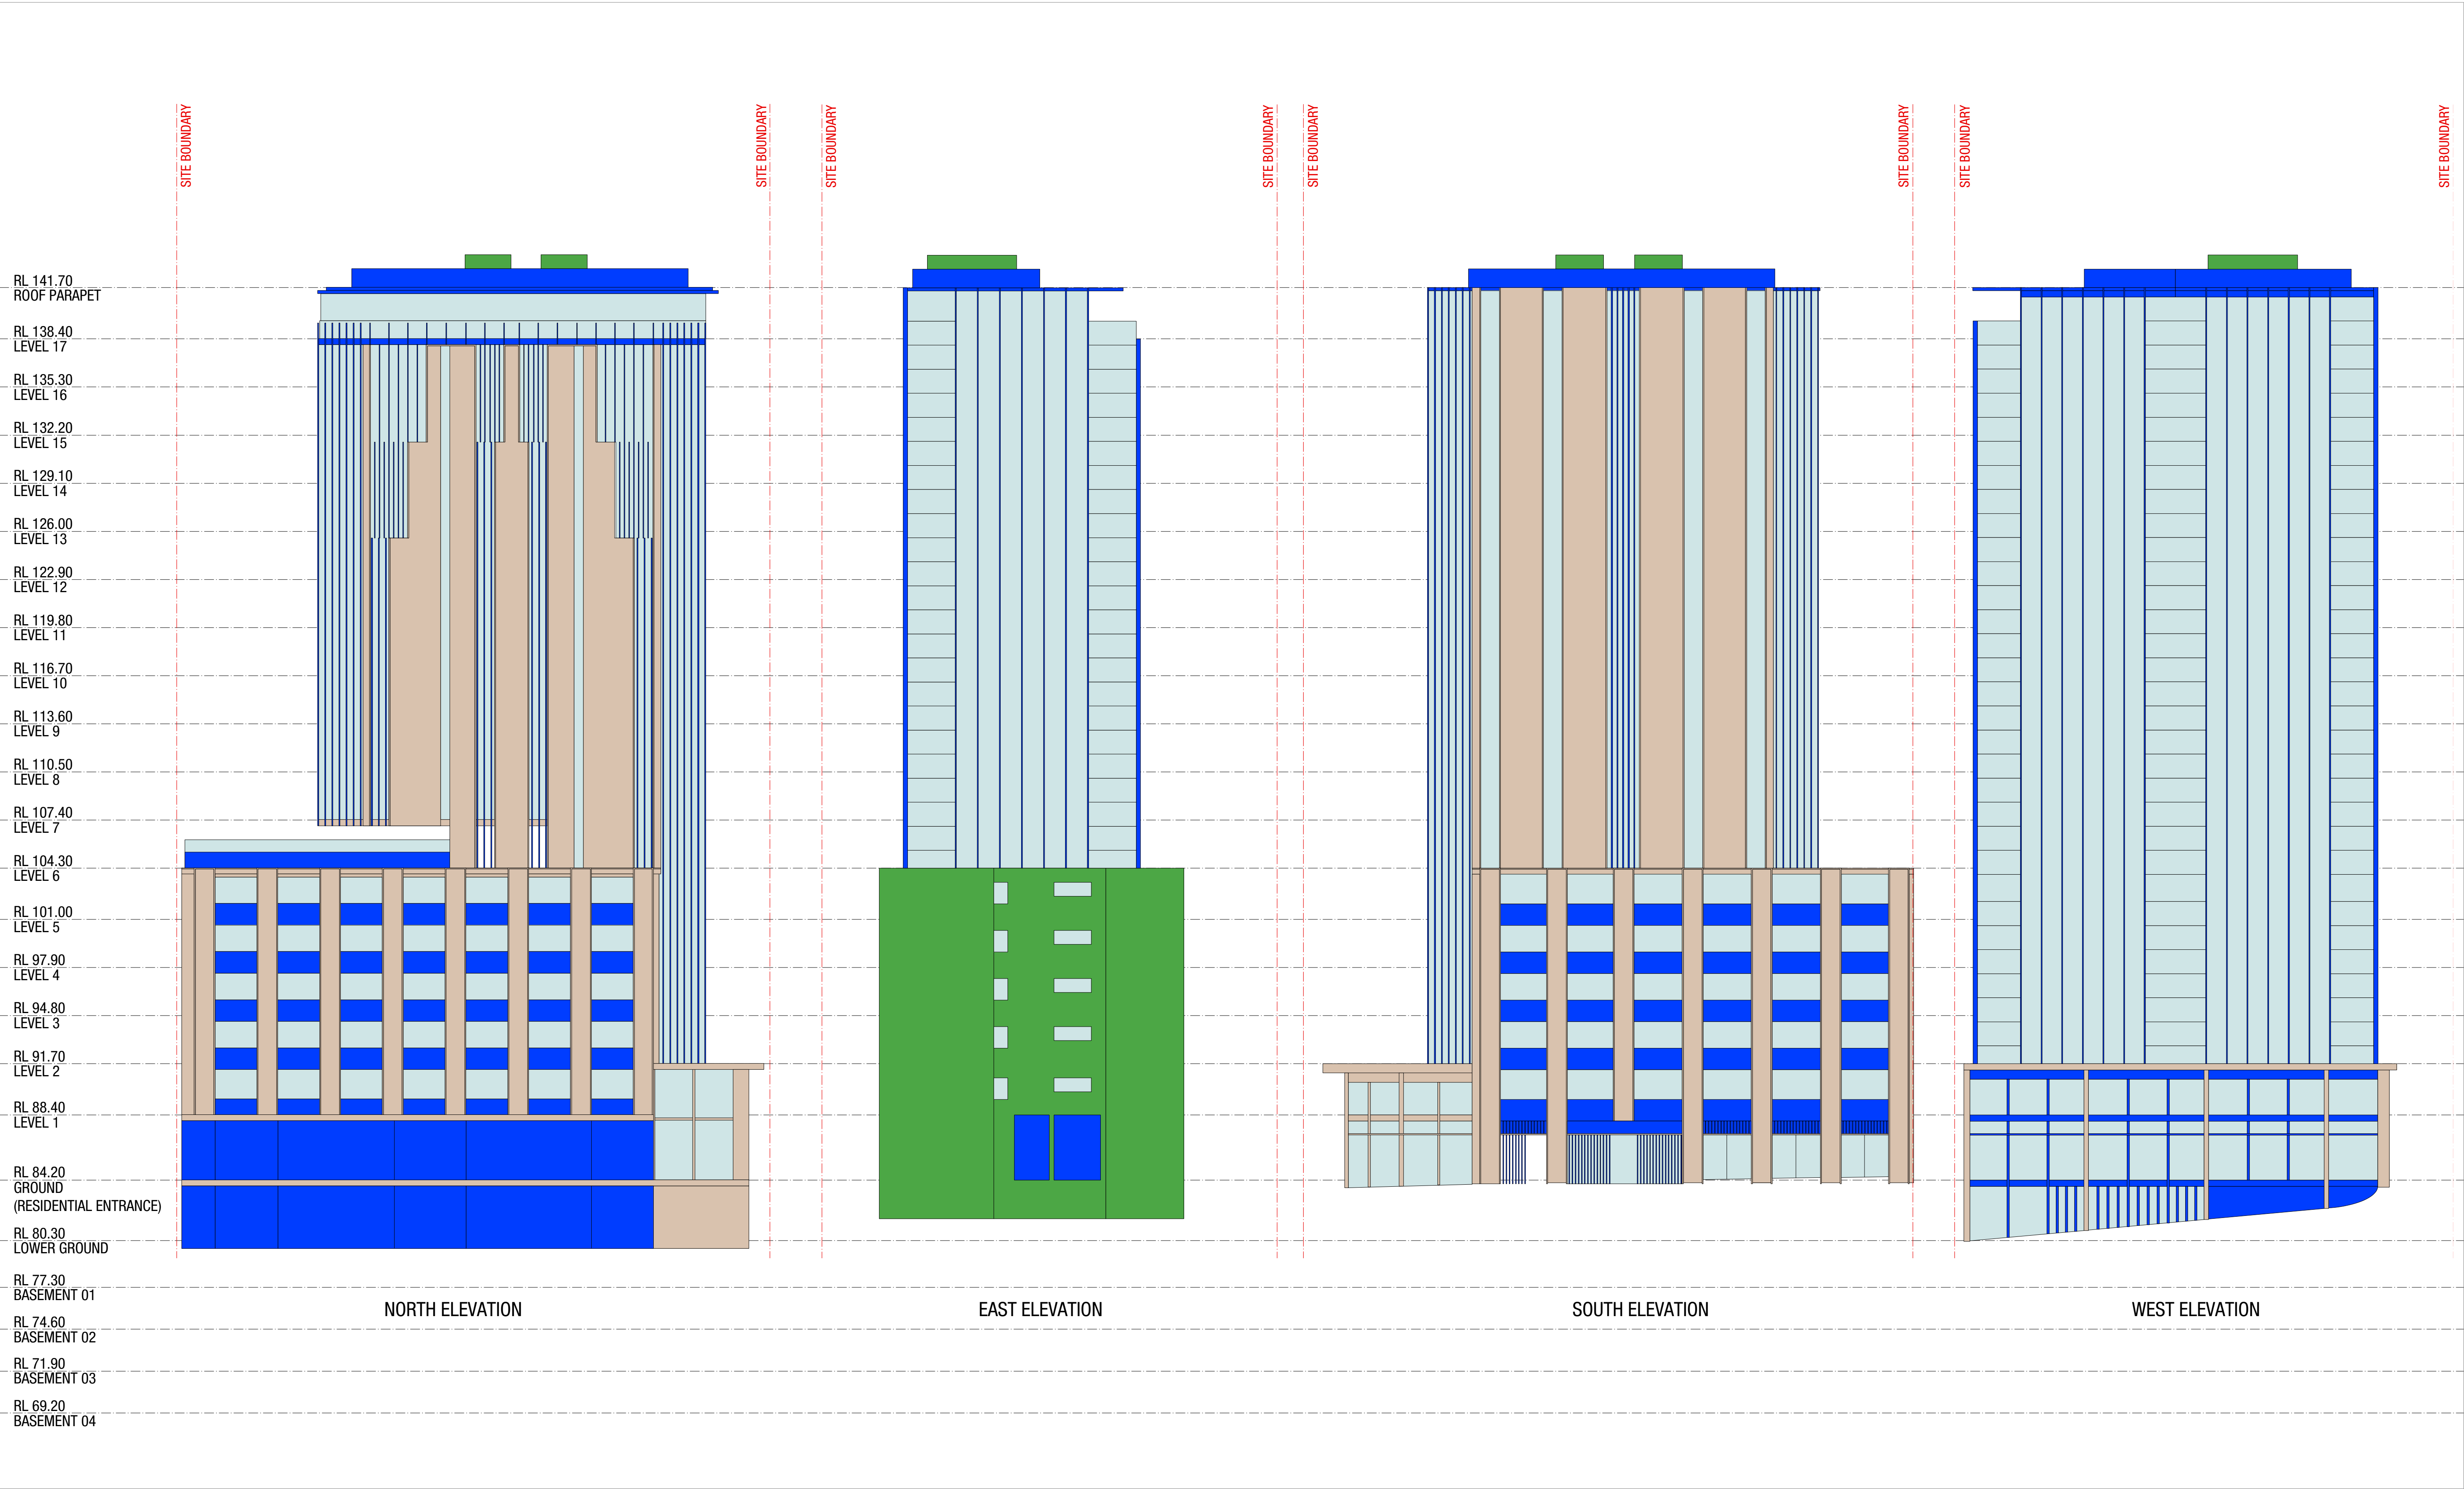 SITE BOUNDARY
SITE BOUNDARY
SITE BOUNDARY
SITE BOUNDARY
SITE BOUNDARY
SITE BOUNDARY
SITE BOUNDARY
SITE BOUNDARY
RL 141.70
ROOF PARAPET
RL 138.40
LEVEL 17
RL 135.30
LEVEL 16
RL 132.20
LEVEL 15
RL 129.10
LEVEL 14
RL 126.00
LEVEL 13
RL 122.90
LEVEL 12
RL 119.80
LEVEL 11
RL 116.70
LEVEL 10
RL 113.60
LEVEL 9
RL 110.50
LEVEL 8
RL 107.40
LEVEL 7
RL 104.30
LEVEL 6
RL 101.00
LEVEL 5
RL 97.90
LEVEL 4
RL 94.80
LEVEL 3
RL 91.70
LEVEL 2
RL 88.40
LEVEL 1
RL 84.20
GROUND
(RESIDENTIAL ENTRANCE)
RL 80.30
LOWER GROUND
RL 77.30
BASEMENT 01
NORTH ELEVATION
EAST ELEVATION
SOUTH ELEVATION
WEST ELEVATION
RL 74.60
BASEMENT 02
RL 71.90
BASEMENT 03
RL 69.20
BASEMENT 04